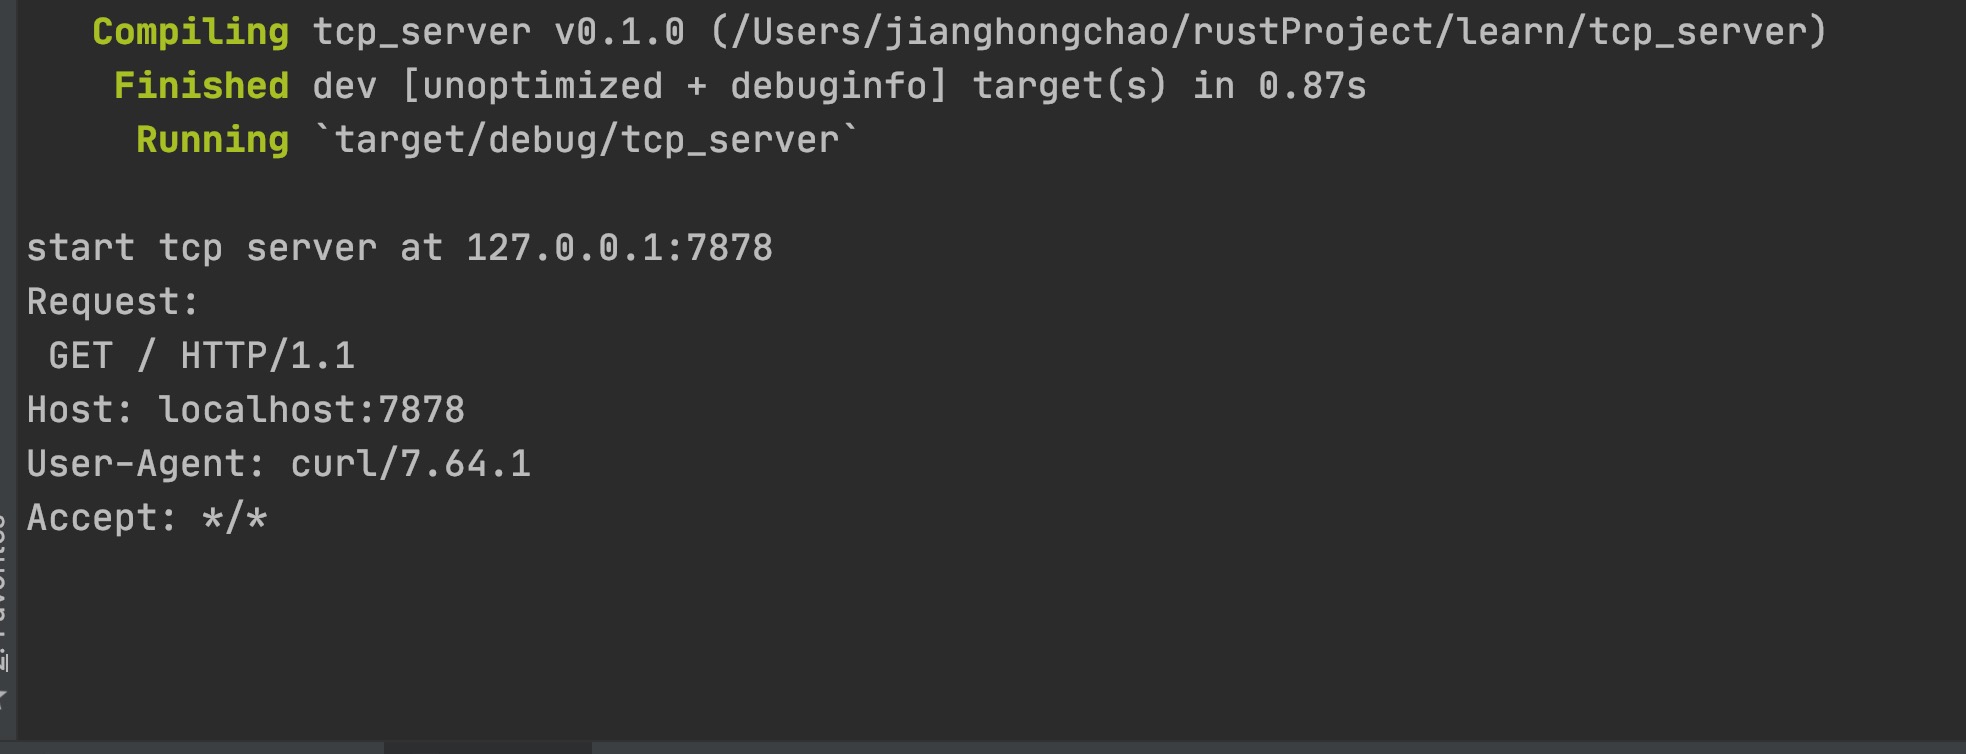 Compiling tcp_server v0.1.0 (/Users/jianghongchao/rustProject/learn/tcp_server)
Finished dev [unoptimized + debuginfo] target(s) in 0.87s
Running `target/debug/tcp_server`
start tcp server at 127.0.0.1:7878
Request:
GET / HTTP/1.1
Host: localhost:7878
User-Agent: curl/7.64.1
Accept: */*